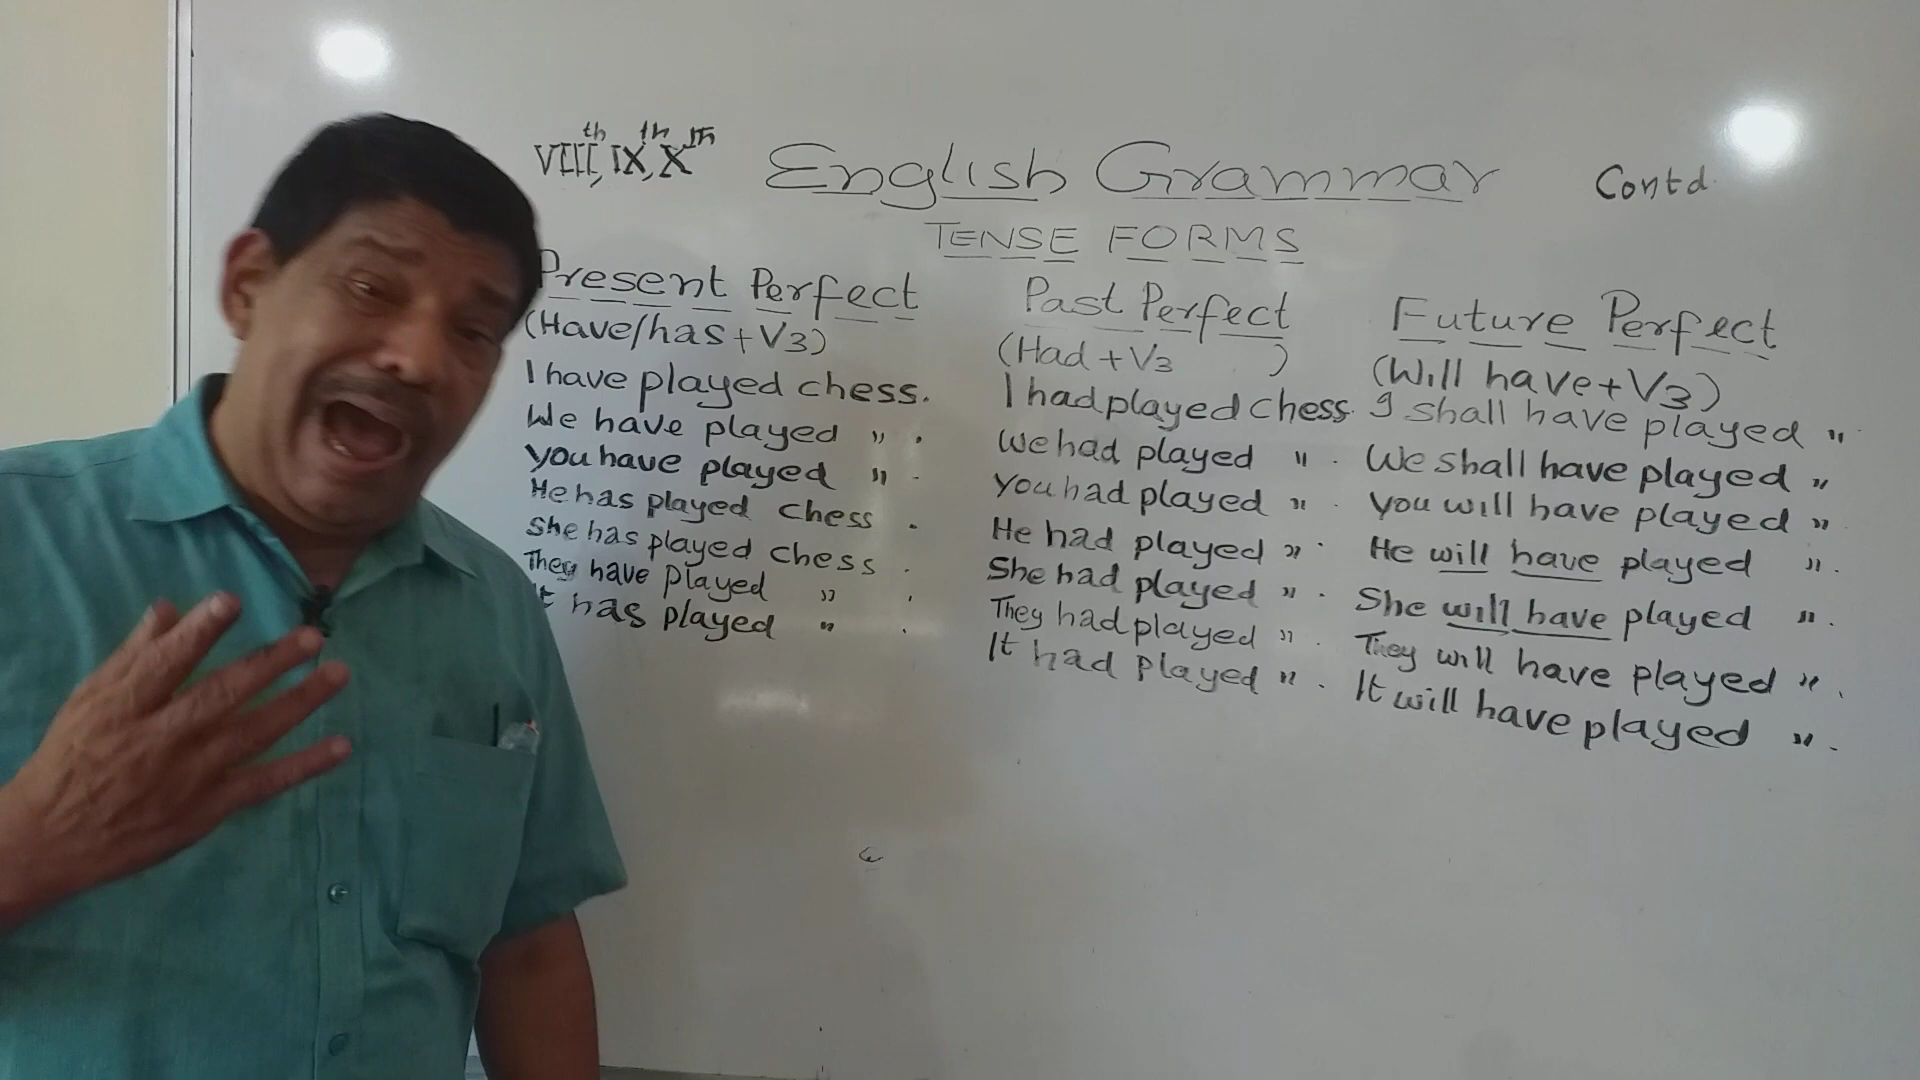 VIIIth, IXth, Xth English Grammar Contd.
TENSE FORMS
Present Perfect
(Have/has + V3)
I have played chess.
We have played " .
You have played " .
He has played chess .
She has played chess .
They have played " .
It has played " .
Past Perfect
(Had + V3 )
I had played chess.
We had played " .
You had played " .
He had played " .
She had played " .
They had played " .
It had played " .
Future Perfect
(Will have + V3)
I shall have played " .
We shall have played "
You will have played " .
He will have played " .
She will have played " .
They will have played " .
It will have played " .